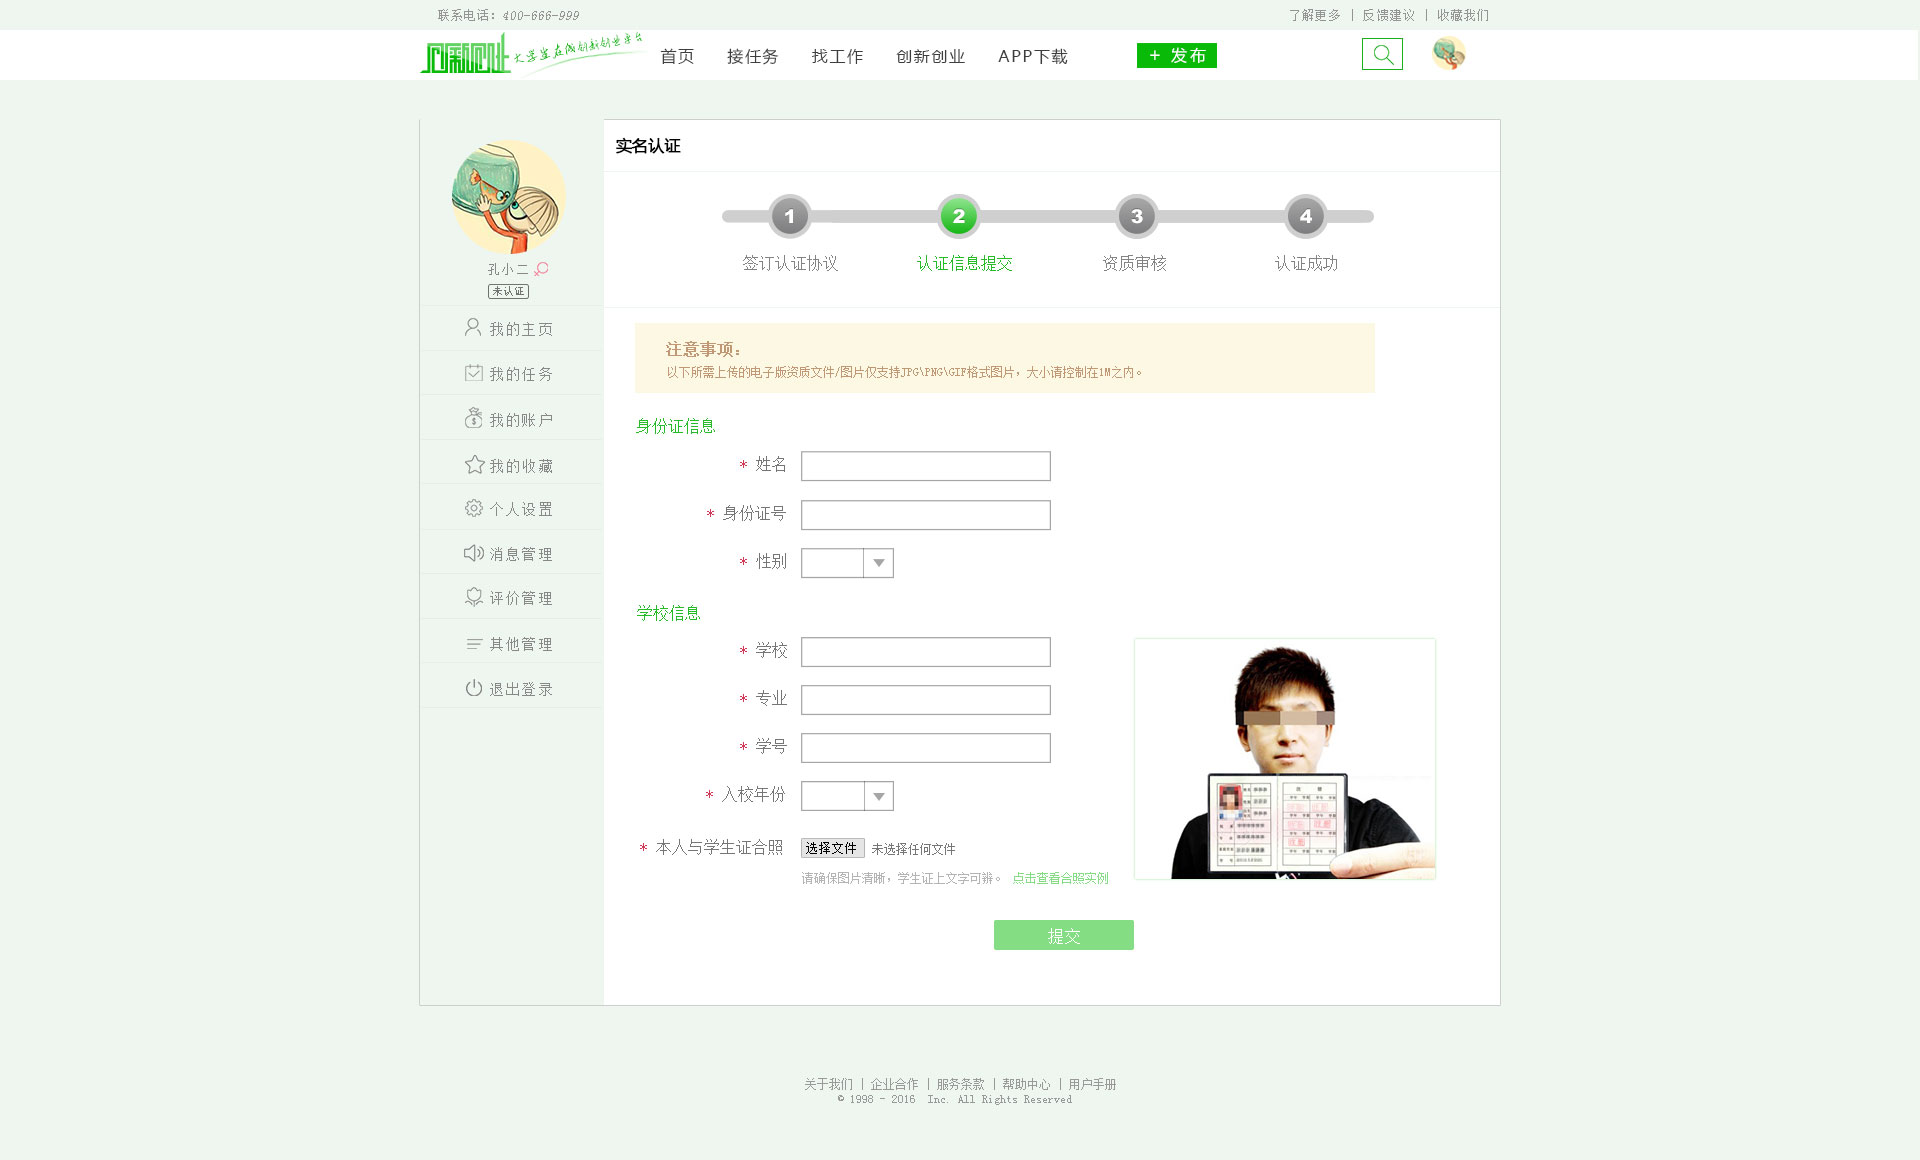 联系电话：400-666-999
了解更多 | 反馈建议 | 收藏我们
大学生在线创新创业平台
首页 接任务 找工作 创新创业 APP下载
+ 发布
实名认证
1 2 3 4
签订认证协议 认证信息提交 资质审核 认证成功
孔小二
未认证
我的主页
我的任务
我的账户
我的收藏
个人设置
消息管理
评价管理
其他管理
退出登录
注意事项：
以下所需上传的电子版资质文件/图片仅支持JPG\PNG\GIF格式图片，大小请控制在1M之内。
身份证信息
* 姓名
* 身份证号
* 性别
学校信息
* 学校
* 专业
* 学号
* 入校年份
* 本人与学生证合照 选择文件 未选择任何文件
请确保图片清晰，学生证上文字可辨。 点击查看合照实例
提交
关于我们 | 企业合作 | 服务条款 | 帮助中心 | 用户手册
© 1998 - 2016 Inc. All Rights Reserved